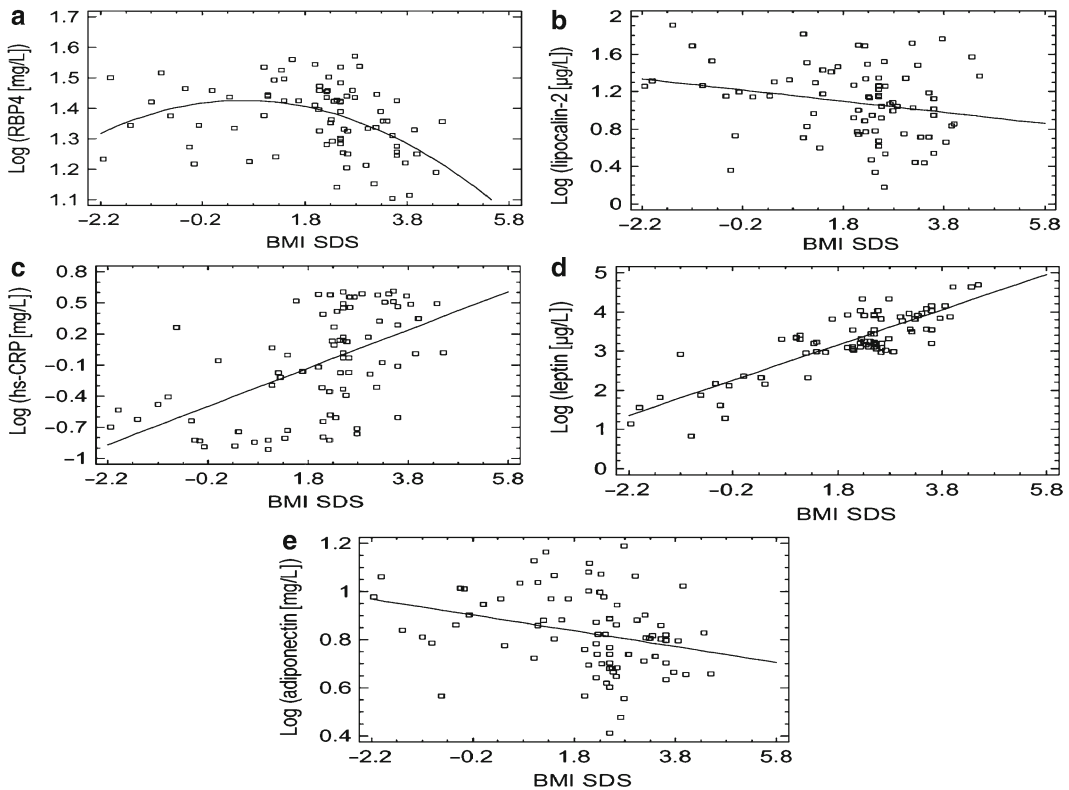 a
Log (RBP4 [mg/L])
1.7
1.6
1.5
1.4
1.3
1.2
1.1
−2.2 −0.2 1.8 3.8 5.8
BMI SDS
b
Log (lipocalin-2 [µg/L])
2
1.6
1.2
0.8
0.4
0
−2.2 −0.2 1.8 3.8 5.8
BMI SDS
c
Log (hs-CRP [mg/L])
0.8
0.5
0.2
−0.1
−0.4
−0.7
−1
−2.2 −0.2 1.8 3.8 5.8
BMI SDS
d
Log (leptin [µg/L])
5
4
3
2
1
0
−2.2 −0.2 1.8 3.8 5.8
BMI SDS
e
Log (adiponectin [mg/L])
1.2
1
0.8
0.6
0.4
−2.2 −0.2 1.8 3.8 5.8
BMI SDS